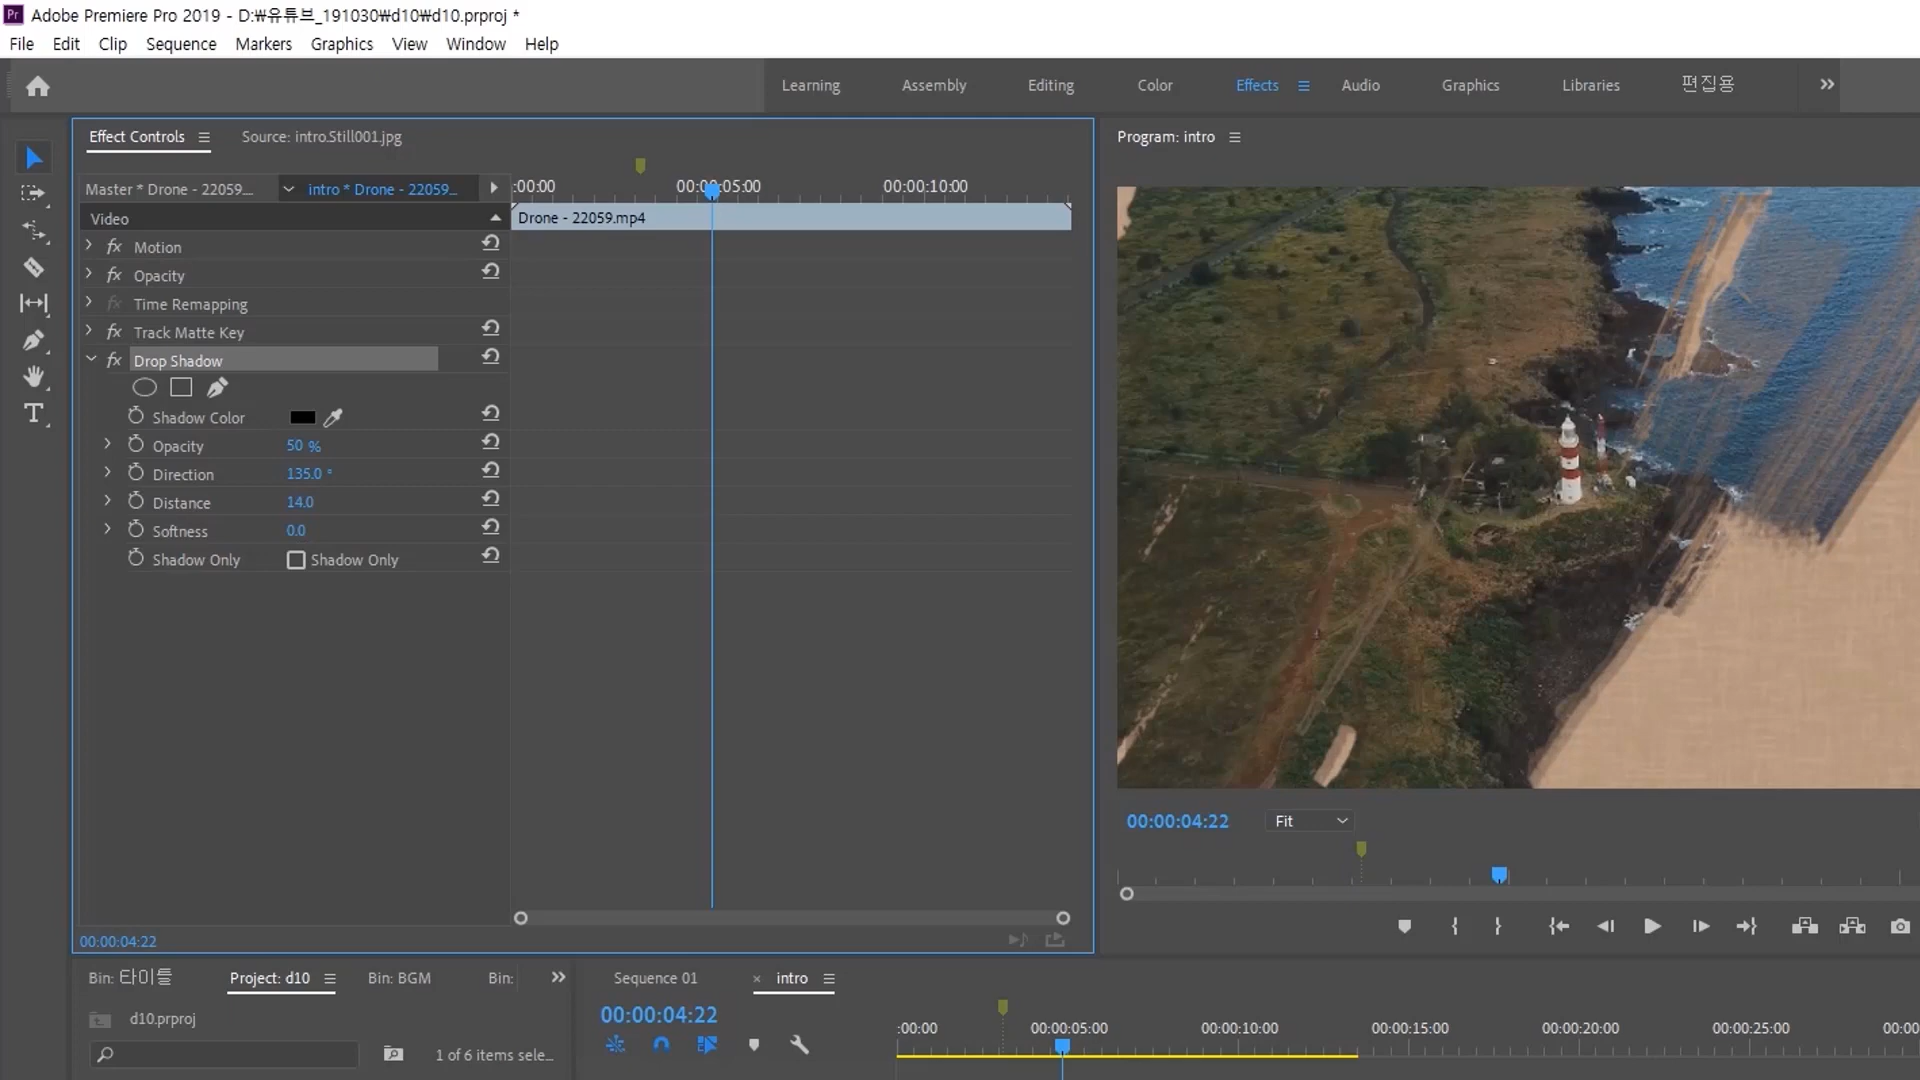 Adobe Premiere Pro 2019 - D:₩유튜브_191030₩d10₩d10.prproj *
File Edit Clip Sequence Markers Graphics View Window Help
Learning Assembly Editing Color Effects Audio Graphics Libraries 편집용
Effect Controls Source: intro.Still001.jpg
Program: intro
Master * Drone - 22059... intro * Drone - 22059... :00:00 00:00:05:00 00:00:10:00
Video Drone - 22059.mp4
fx Motion
fx Opacity
fx Time Remapping
fx Track Matte Key
fx Drop Shadow
Shadow Color
Opacity 50 %
Direction 135.0 °
Distance 14.0
Softness 0.0
Shadow Only Shadow Only
00:00:04:22 Fit
00:00:04:22
Bin: 타이틀 Project: d10 Bin: BGM Bin:
Sequence 01 × intro
d10.prproj
00:00:04:22
:00:00 00:00:05:00 00:00:10:00 00:00:15:00 00:00:20:00 00:00:25:00 00:00
1 of 6 items sele...